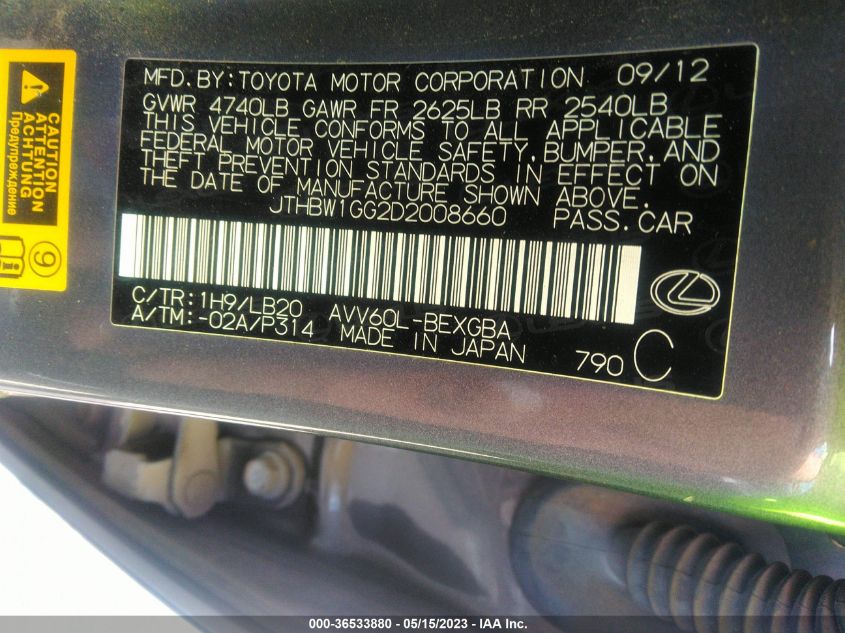 MFD.BY:TOYOTA MOTOR CORPORATION 09/12
GVWR 4740LB GAWR FR 2625LB RR 2540LB
THIS VEHICLE CONFORMS TO ALL APPLICABLE
FEDERAL MOTOR VEHICLE SAFETY,BUMPER,AND
THEFT PREVENTION STANDARDS IN EFFECT ON
THE DATE OF MANUFACTURE SHOWN ABOVE.
JTHBW1GG2D2008660 PASS.CAR
C/TR:1H9/LB20 AVV60L-BEXGBA
A/TM:-02A/P314 MADE IN JAPAN
790 C
CAUTION
ATTENTION
ACHTUNG
Предупреждение
9
000-36533880 - 05/15/2023 - IAA Inc.